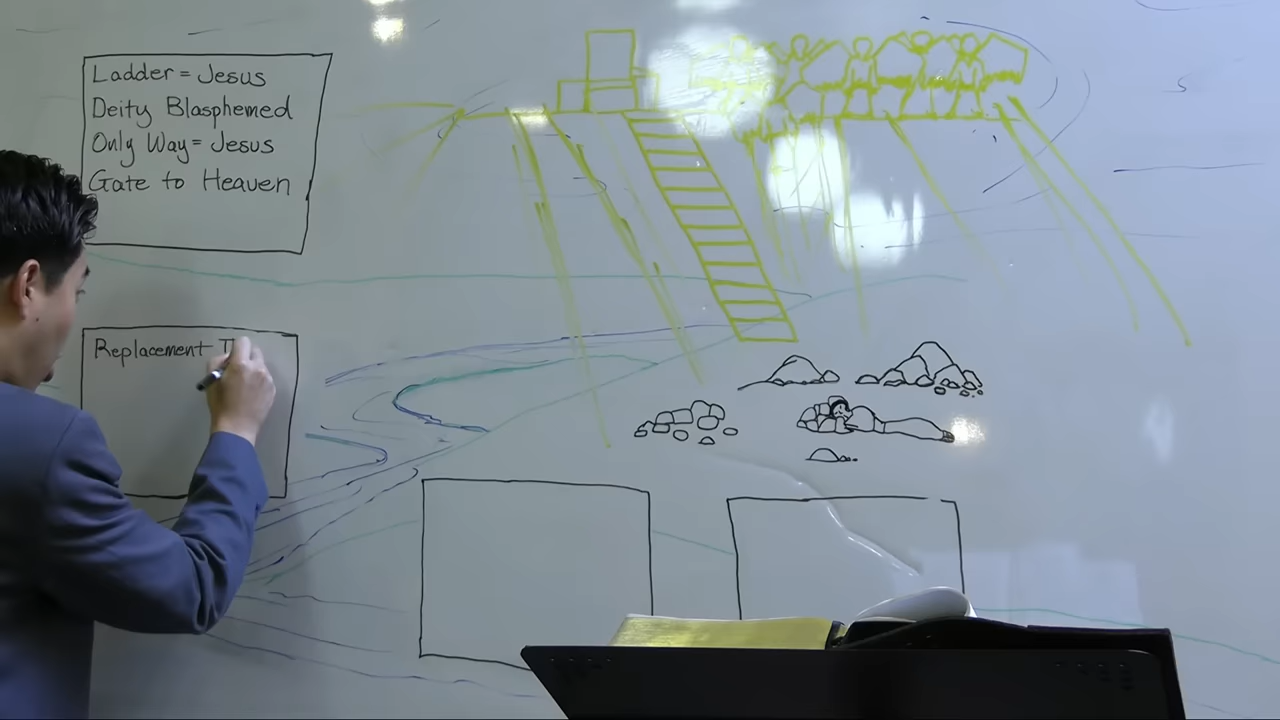 Ladder = Jesus
Deity Blasphemed
Only Way = Jesus
Gate to Heaven
Replacement T